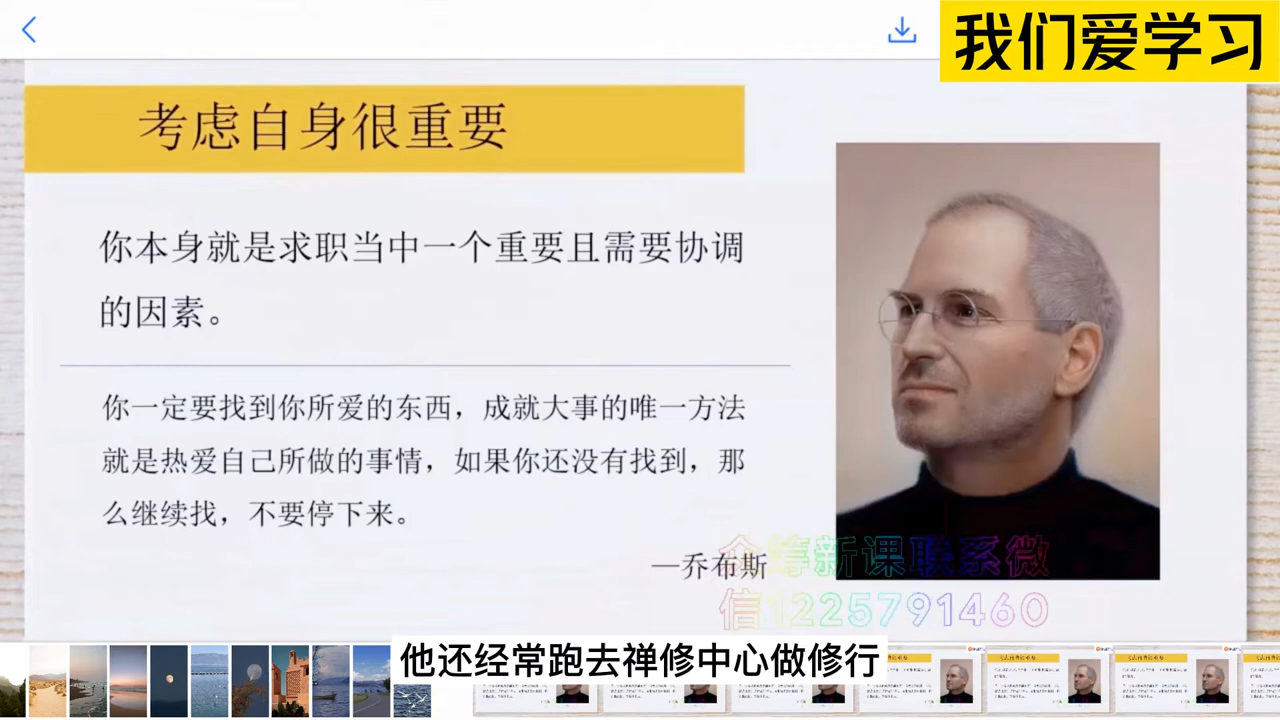 我们爱学习
考虑自身很重要
你本身就是求职当中一个重要且需要协调
的因素。
你一定要找到你所爱的东西，成就大事的唯一方法
就是热爱自己所做的事情，如果你还没有找到，那
么继续找，不要停下来。
—乔布斯
众筹新课联系微
信1225791460
他还经常跑去禅修中心做修行